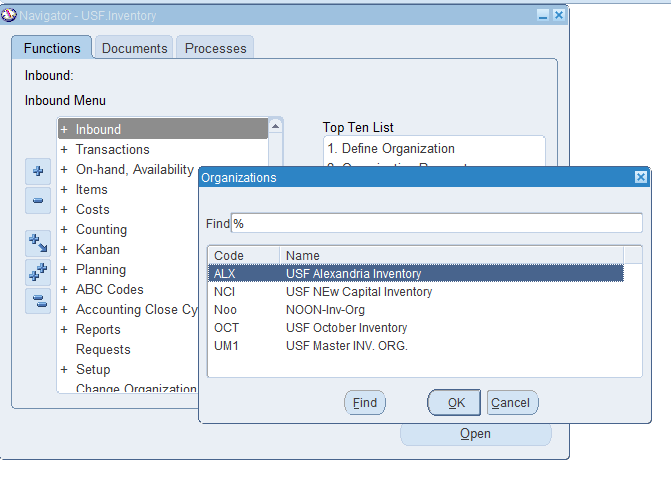 Navigator - USF.Inventory
Functions
Documents
Processes
Inbound:
Inbound Menu
+ Inbound
+ Transactions
+ On-hand, Availability
+ Items
+ Costs
+ Counting
+ Kanban
+ Planning
+ ABC Codes
+ Accounting Close Cy
+ Reports
Requests
+ Setup
Change Organization
Top Ten List
1. Define Organization
Organizations
Find %
Code Name
ALX USF Alexandria Inventory
NCI USF NEw Capital Inventory
Noo NOON-Inv-Org
OCT USF October Inventory
UM1 USF Master INV. ORG.
Find
OK
Cancel
Open